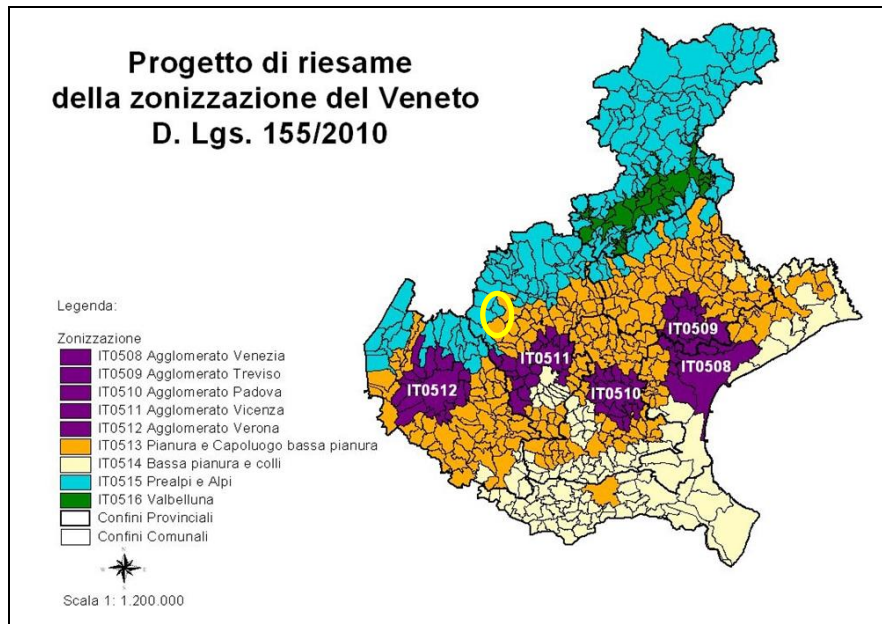 Progetto di riesame
della zonizzazione del Veneto
D. Lgs. 155/2010
Legenda:
Zonizzazione
IT0508 Agglomerato Venezia
IT0509 Agglomerato Treviso
IT0510 Agglomerato Padova
IT0511 Agglomerato Vicenza
IT0512 Agglomerato Verona
IT0513 Pianura e Capoluogo bassa pianura
IT0514 Bassa pianura e colli
IT0515 Prealpi e Alpi
IT0516 Valbelluna
Confini Provinciali
Confini Comunali
Scala 1: 1.200.000
IT0509
IT0511
IT0508
IT0512
IT0510